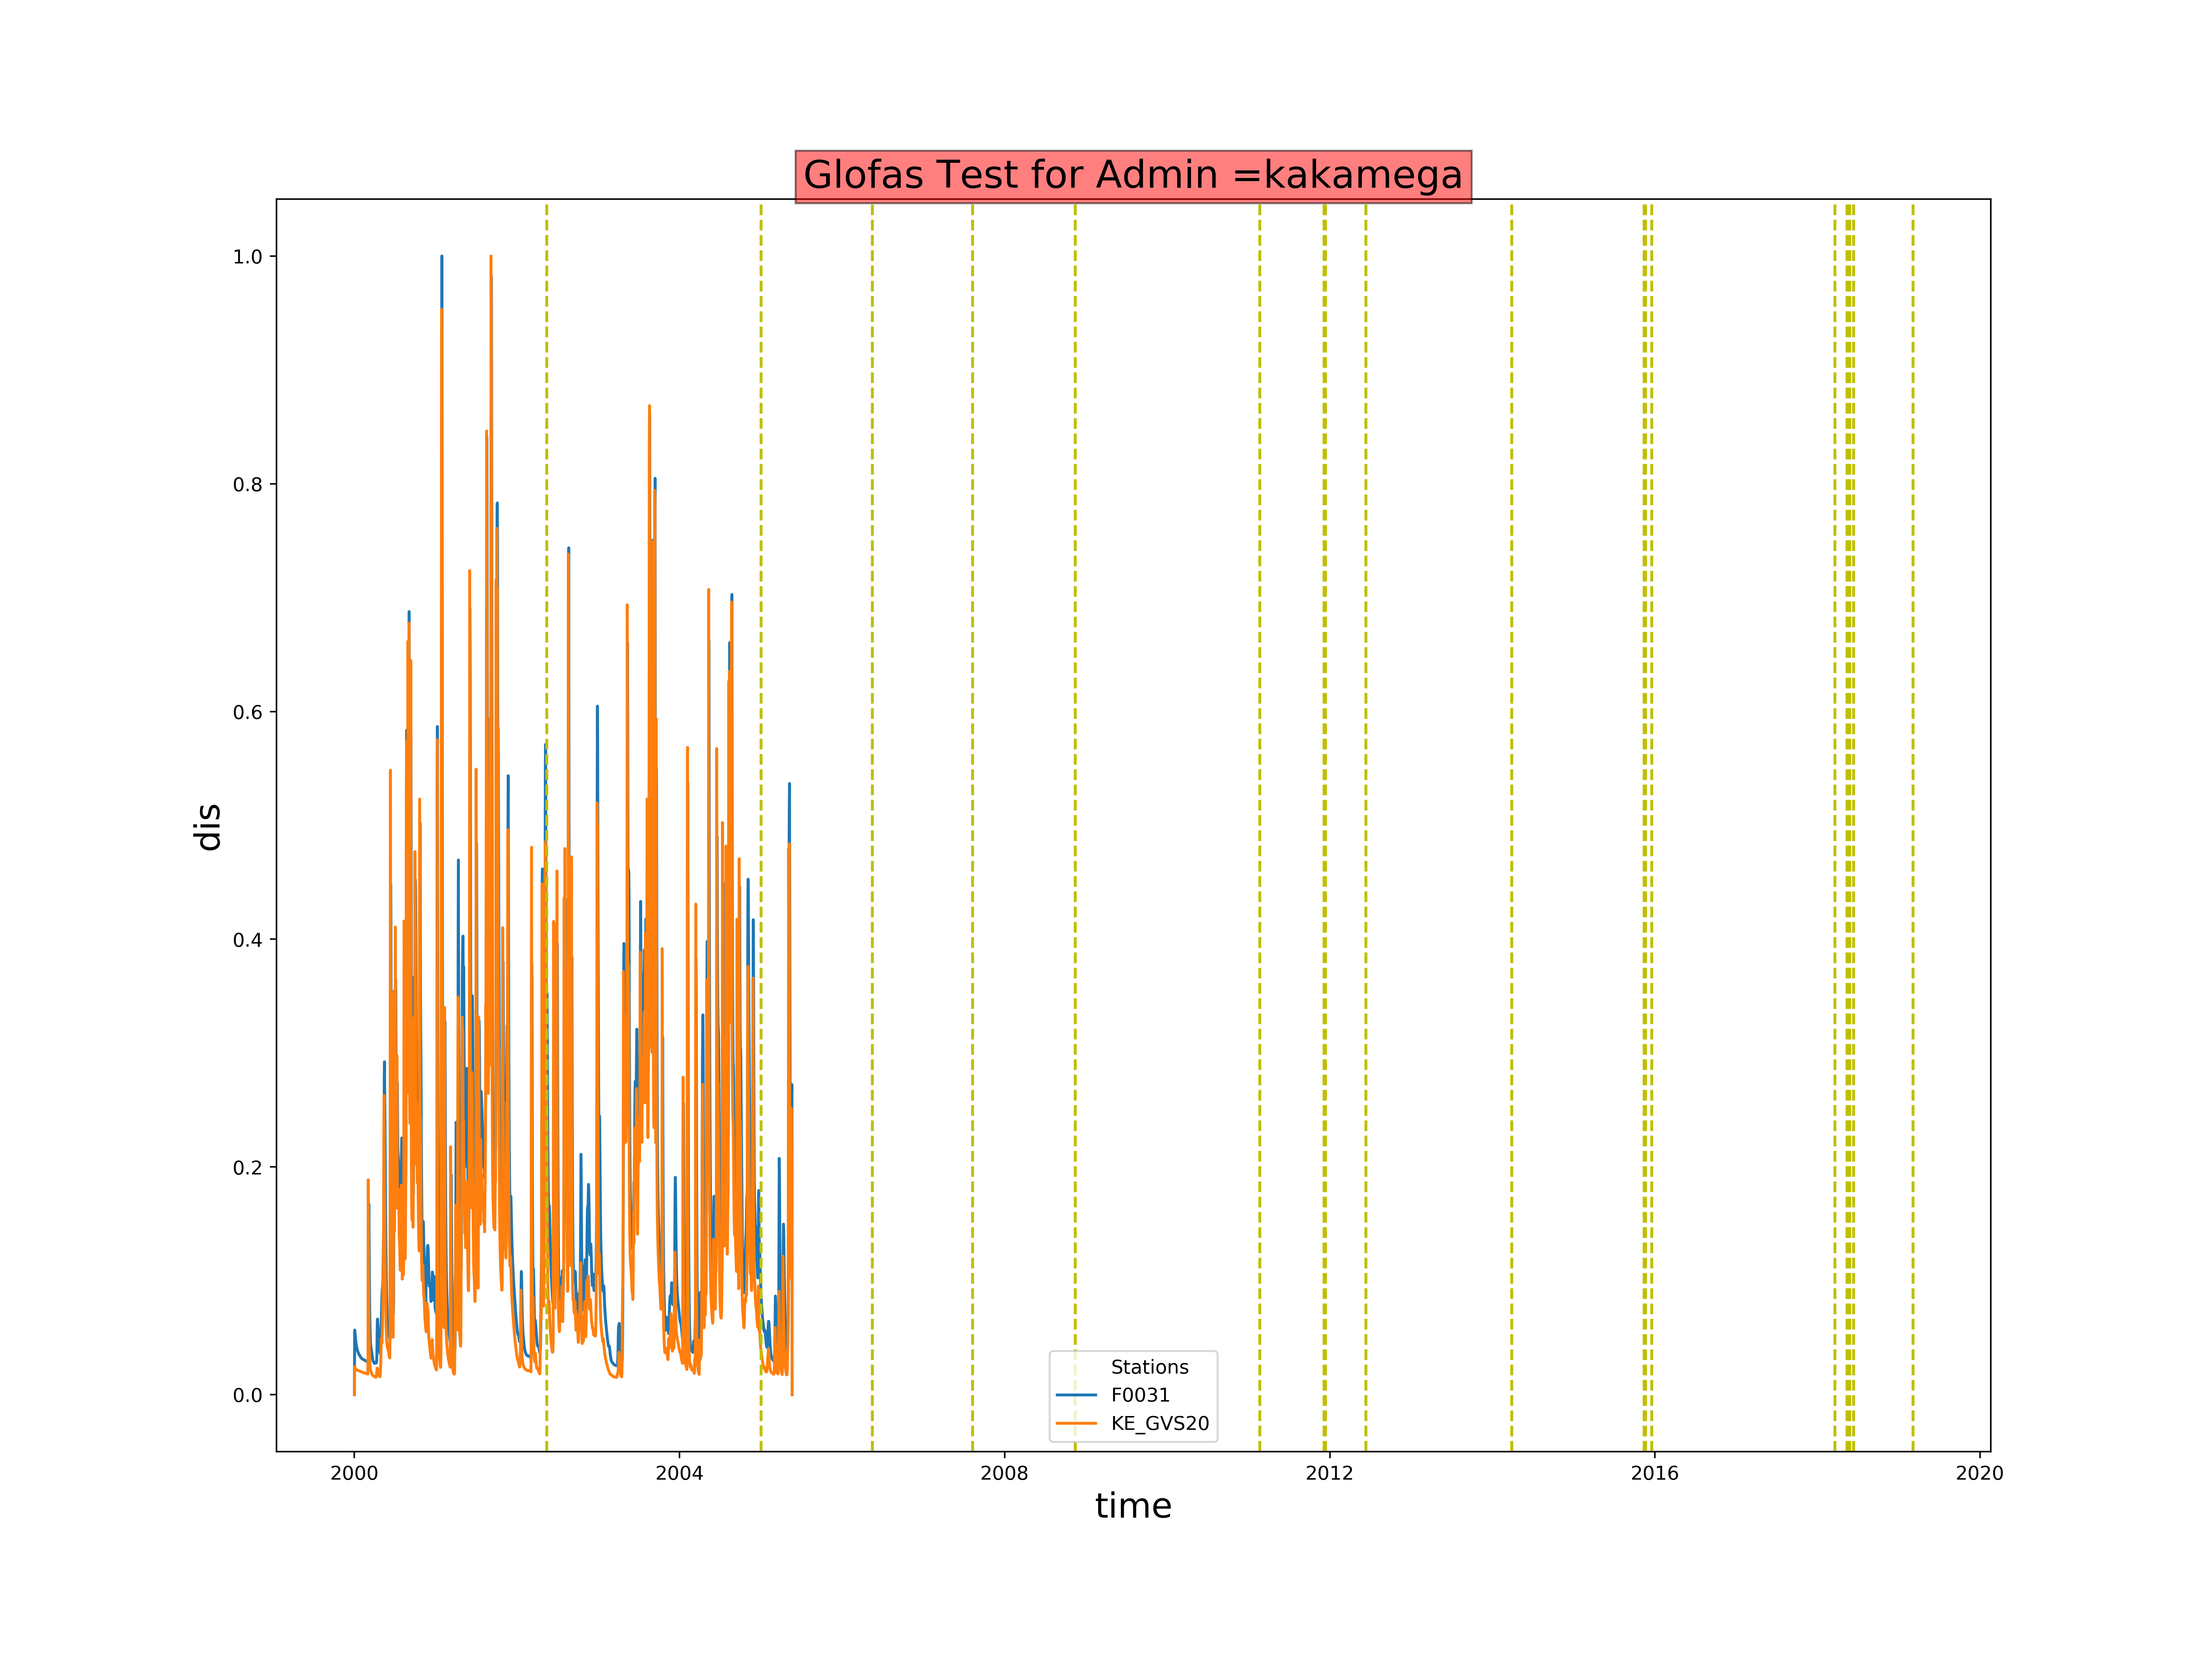 Glofas Test for Admin =kakamega
1.0
0.8
0.6
0.4
0.2
0.0
dis
2000
2004
2008
2012
2016
2020
time
Stations
F0031
KE_GVS20